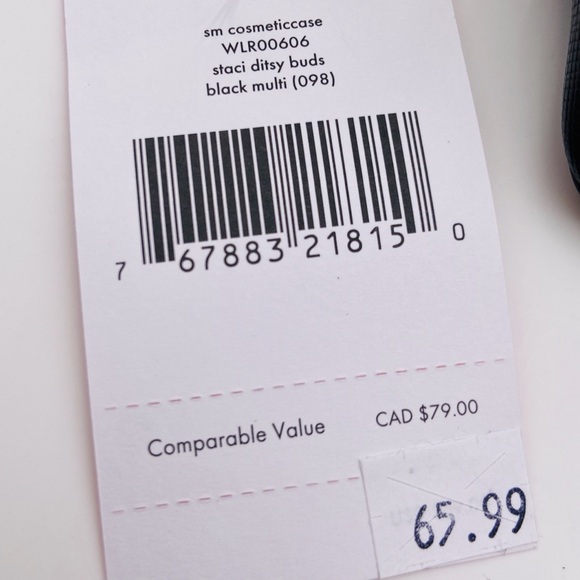 sm cosmeticcase
WLR00606
staci ditsy buds
black multi (098)
7 67883 21815 0
Comparable Value CAD $79.00
65.99